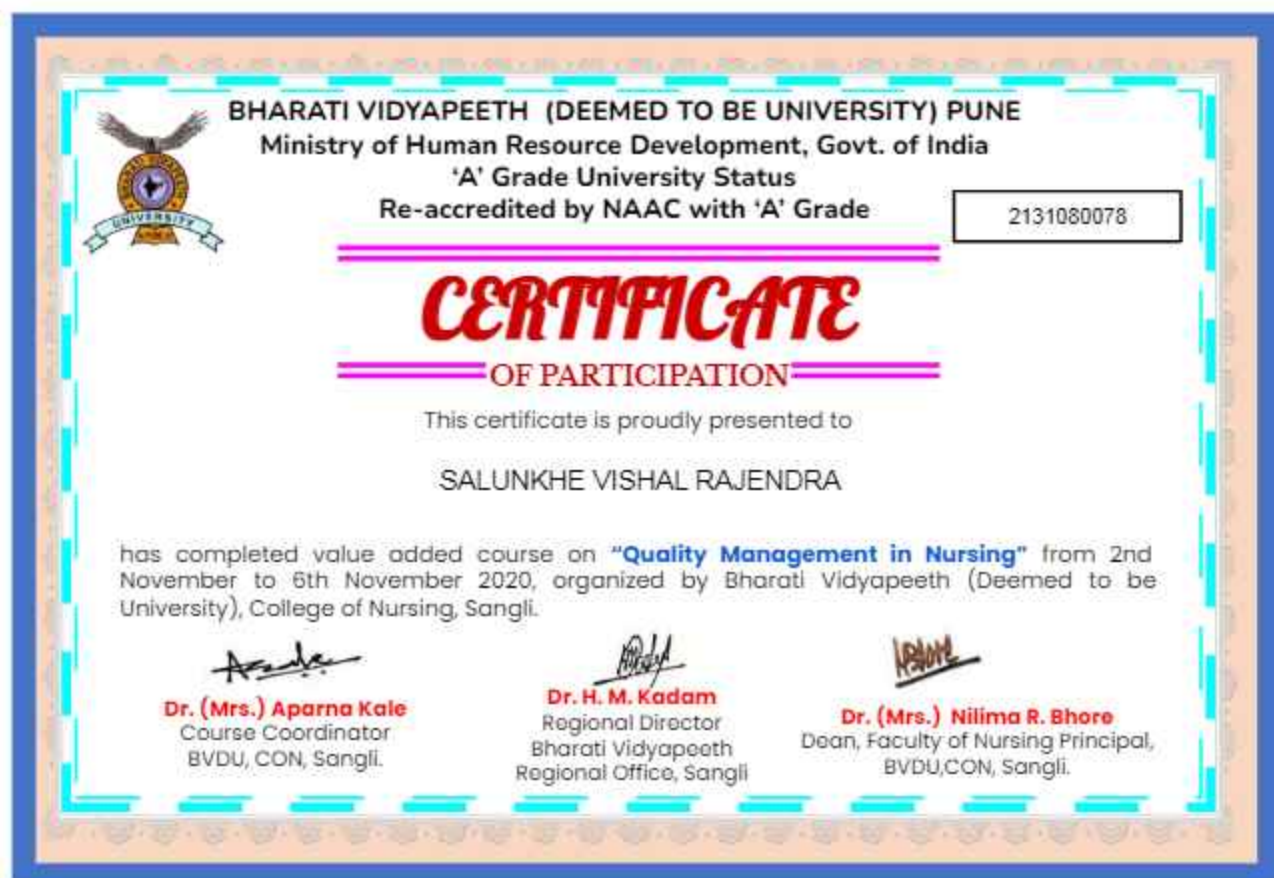 BHARATI VIDYAPEETH (DEEMED TO BE UNIVERSITY) PUNE
Ministry of Human Resource Development, Govt. of India
‘A’ Grade University Status
Re-accredited by NAAC with ‘A’ Grade
2131080078
BHARATI VIDYAPEETH
UNIVERSITY
CERTIFICATE
OF PARTICIPATION
This certificate is proudly presented to
SALUNKHE VISHAL RAJENDRA
has completed value added course on “Quality Management in Nursing” from 2nd
November to 6th November 2020, organized by Bharati Vidyapeeth (Deemed to be
University), College of Nursing, Sangli.
Dr. (Mrs.) Aparna Kale
Course Coordinator
BVDU, CON, Sangli.
Dr. H. M. Kadam
Regional Director
Bharati Vidyapeeth
Regional Office, Sangli
Dr. (Mrs.) Nilima R. Bhore
Dean, Faculty of Nursing Principal,
BVDU,CON, Sangli.